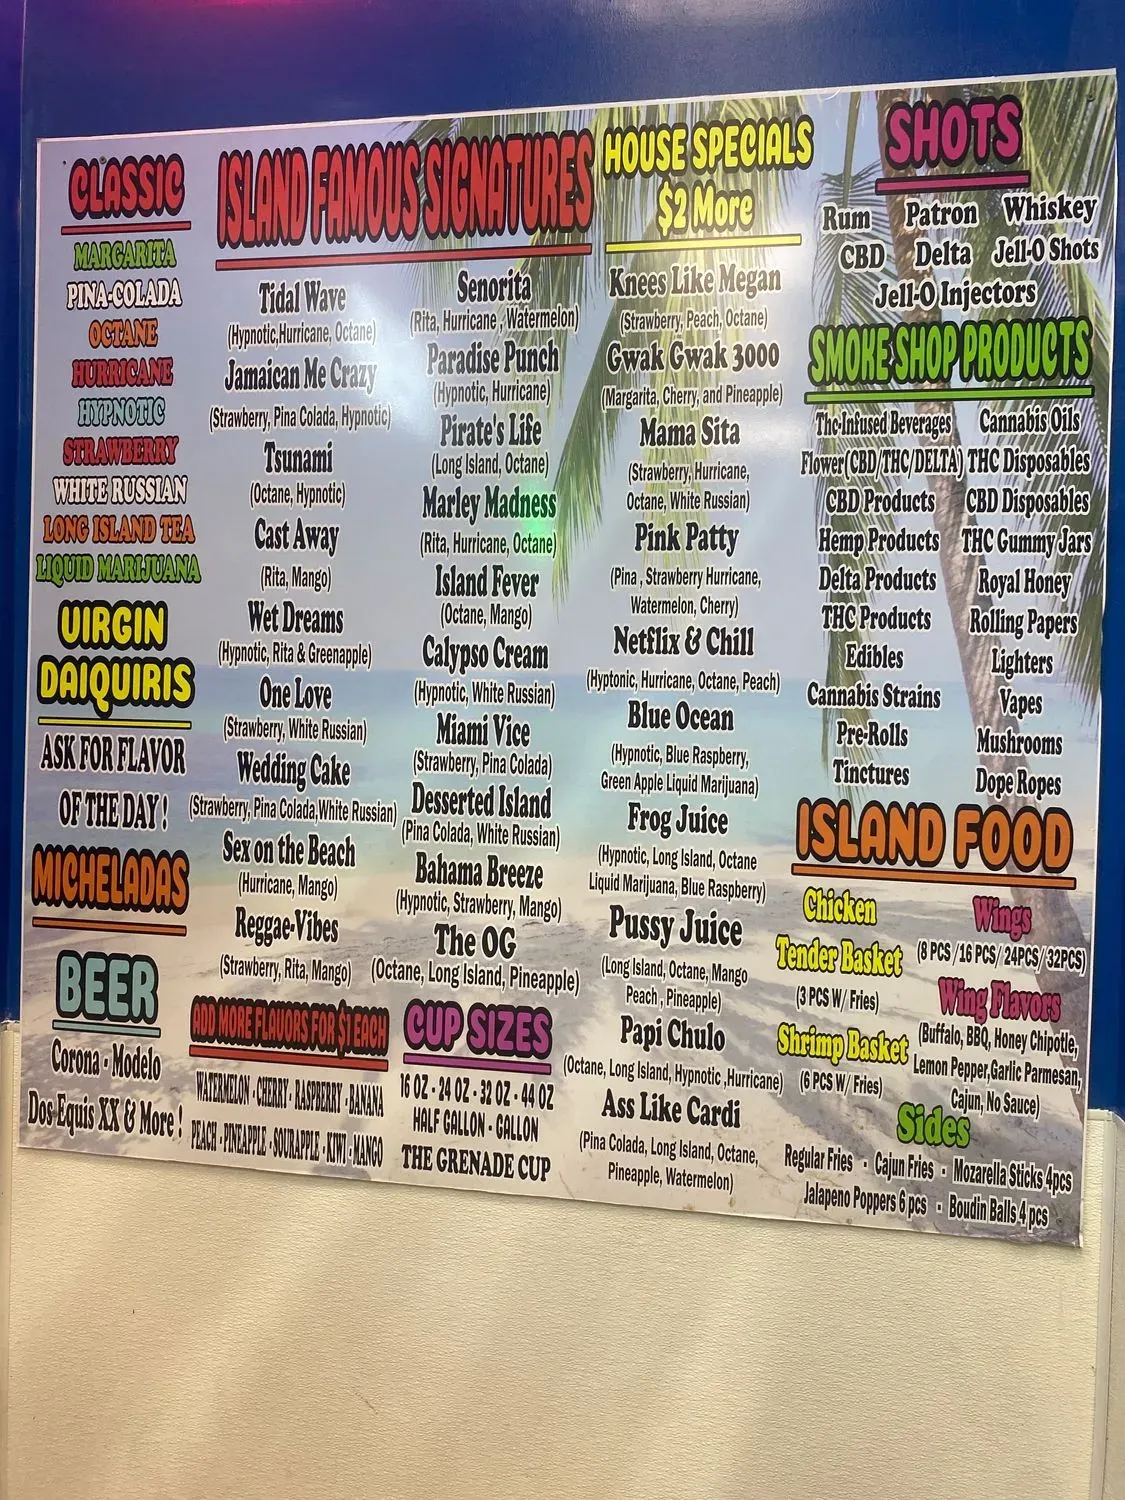 CLASSIC
MARGARITA
PINA-COLADA
OCTANE
HURRICANE
HYPNOTIC
STRAWBERRY
WHITE RUSSIAN
LONG ISLAND TEA
LIQUID MARIJUANA
VIRGIN
DAIQUIRIS
ASK FOR FLAVOR
OF THE DAY!
MICHELADAS
BEER
Corona - Modelo
Dos Equis XX & More !
ISLAND FAMOUS SIGNATURES
Tidal Wave
(Hypnotic,Hurricane, Octane)
Jamaican Me Crazy
(Strawberry, Pina Colada, Hypnotic)
Tsunami
(Octane, Hypnotic)
Cast Away
(Rita, Mango)
Wet Dreams
(Hypnotic, Rita & Greenapple)
One Love
(Strawberry, White Russian)
Wedding Cake
(Strawberry, Pina Colada,White Russian)
Sex on the Beach
(Hurricane, Mango)
Reggae-Vibes
(Strawberry, Rita, Mango)
Senorita
(Rita, Hurricane , Watermelon)
Paradise Punch
(Hypnotic, Hurricane)
Pirate's Life
(Long Island, Octane)
Marley Madness
(Rita, Hurricane, Octane)
Island Fever
(Octane, Mango)
Calypso Cream
(Hypnotic, White Russian)
Miami Vice
(Strawberry, Pina Colada)
Desserted Island
(Pina Colada, White Russian)
Bahama Breeze
(Hypnotic, Strawberry, Mango)
The OG
(Octane, Long Island, Pineapple)
ADD MORE FLAVORS FOR $1 EACH
WATERMELON - CHERRY - RASPBERRY - BANANA
PEACH - PINEAPPLE - SOURAPPLE - KIWI - MANGO
CUP SIZES
16 OZ - 24 OZ - 32 OZ - 44 OZ
HALF GALLON - GALLON
THE GRENADE CUP
HOUSE SPECIALS
$2 More
Knees Like Megan
(Strawberry, Peach, Octane)
Gwak Gwak 3000
(Margarita, Cherry, and Pineapple)
Mama Sita
(Strawberry, Hurricane,
Octane, White Russian)
Pink Patty
(Pina , Strawberry Hurricane,
Watermelon, Cherry)
Netflix & Chill
(Hyptonic, Hurricane, Octane, Peach)
Blue Ocean
(Hypnotic, Blue Raspberry,
Green Apple Liquid Marijuana)
Frog Juice
(Hypnotic, Long Island, Octane
Liquid Marijuana, Blue Raspberry)
Pussy Juice
(Long Island, Octane, Mango
Peach , Pineapple)
Papi Chulo
(Octane, Long Island, Hypnotic ,Hurricane)
Ass Like Cardi
(Pina Colada, Long Island, Octane,
Pineapple, Watermelon)
SHOTS
Rum Patron Whiskey
CBD Delta Jell-O Shots
Jell-O Injectors
SMOKE SHOP PRODUCTS
Thc-Infused Beverages Cannabis Oils
Flower(CBD/THC/DELTA) THC Disposables
CBD Products CBD Disposables
Hemp Products THC Gummy Jars
Delta Products Royal Honey
THC Products Rolling Papers
Edibles Lighters
Cannabis Strains Vapes
Pre-Rolls Mushrooms
Tinctures Dope Ropes
ISLAND FOOD
Chicken
Tender Basket
(3 PCS W/ Fries)
Shrimp Basket
(6 PCS W/ Fries)
Wings
(8 PCS /16 PCS/ 24PCS/ 32PCS)
Wing Flavors
(Buffalo, BBQ, Honey Chipotle,
Lemon Pepper,Garlic Parmesan,
Cajun, No Sauce)
Sides
Regular Fries - Cajun Fries - Mozarella Sticks 4pcs
Jalapeno Poppers 6 pcs - Boudin Balls 4 pcs